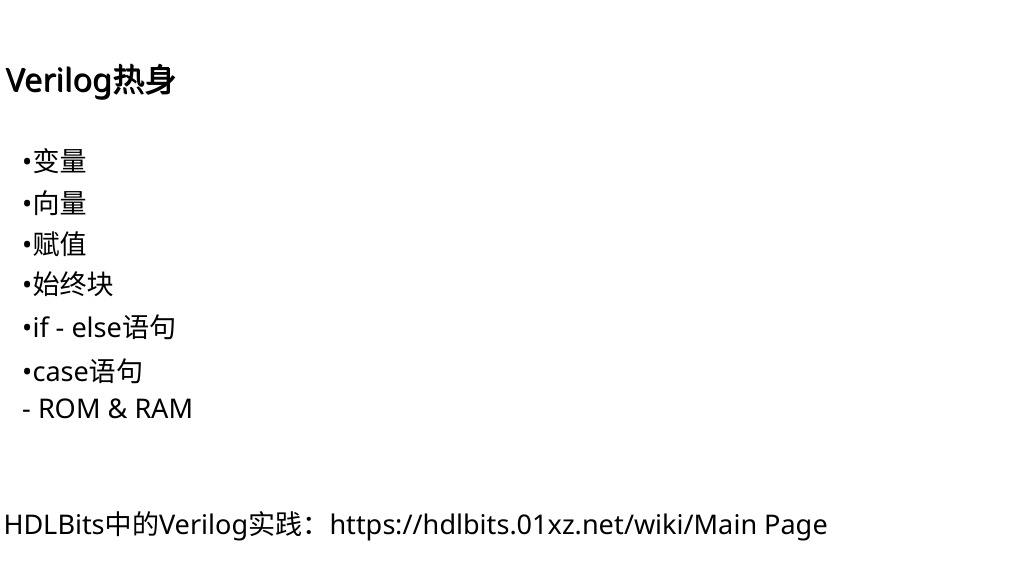 Verilog热身
•变量
•向量
•赋值
•始终块
•if - else语句
•case语句
- ROM & RAM
HDLBits中的Verilog实践：https://hdlbits.01xz.net/wiki/Main Page